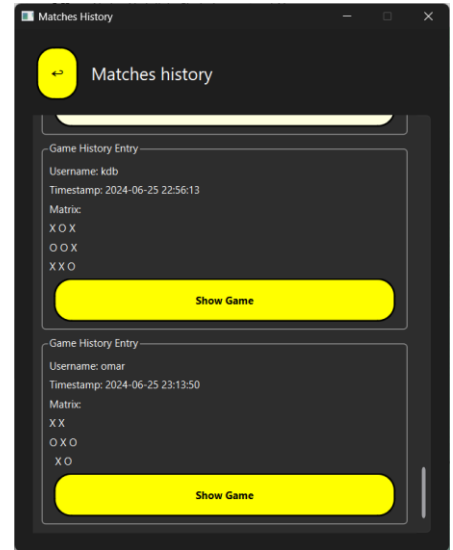 Matches History
Matches history
Game History Entry
Username: kdb
Timestamp: 2024-06-25 22:56:13
Matrix:
X O X
O O X
X X O
Show Game
Game History Entry
Username: omar
Timestamp: 2024-06-25 23:13:50
Matrix:
X X
O X O
X O
Show Game